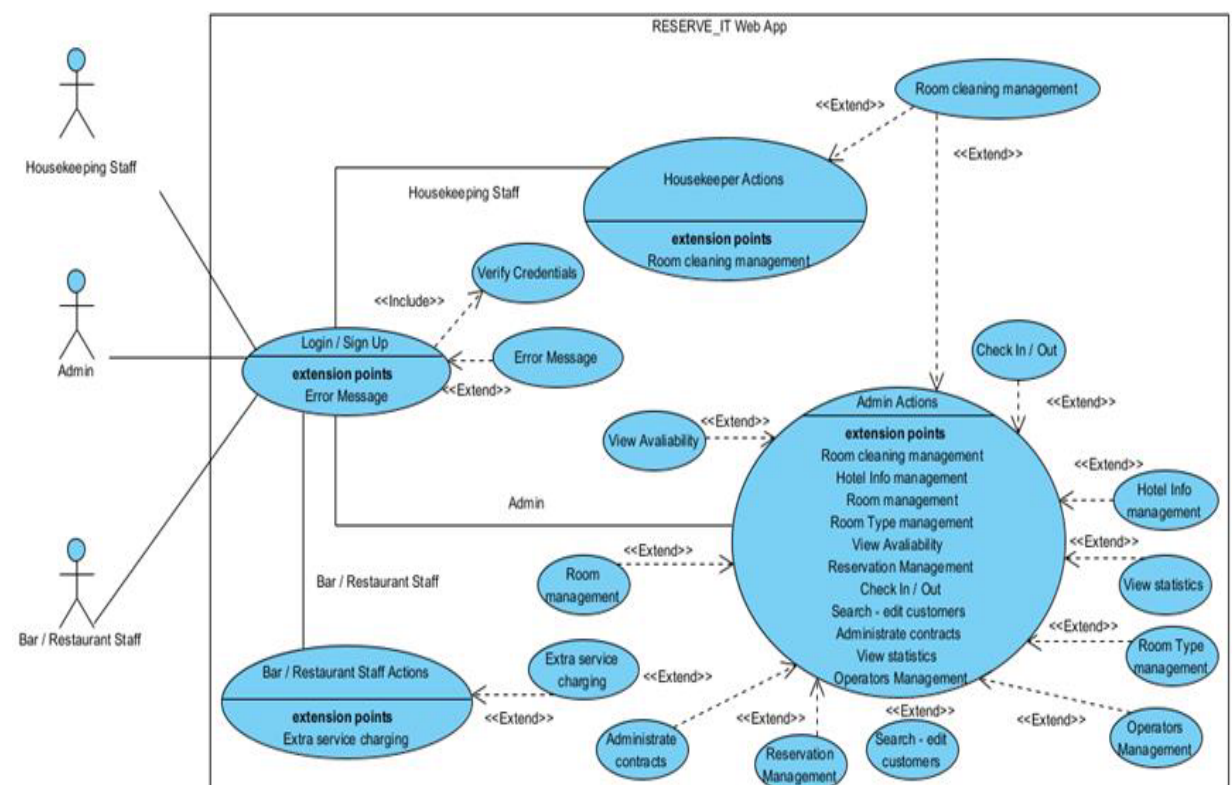 RESERVE_IT Web App
Housekeeping Staff
Admin
Bar / Restaurant Staff
Room cleaning management
<<Extend>>
<<Extend>>
Housekeeping Staff
Housekeeper Actions
extension points
Room cleaning management
Verify Credentials
<<Include>>
Login / Sign Up
extension points
Error Message
Error Message
<<Extend>>
Check In / Out
<<Extend>>
View Avaliability
<<Extend>>
Admin Actions
extension points
Room cleaning management
Hotel Info management
Room management
Room Type management
View Avaliability
Reservation Management
Check In / Out
Search - edit customers
Administrate contracts
View statistics
Operators Management
Admin
<<Extend>>
Hotel Info
management
<<Extend>>
View statistics
<<Extend>>
Room Type
management
<<Extend>>
Operators
Management
<<Extend>>
Room
management
Bar / Restaurant Staff
Bar / Restaurant Staff Actions
extension points
Extra service charging
Extra service
charging
<<Extend>>
<<Extend>>
Administrate
contracts
<<Extend>>
Reservation
Management
<<Extend>>
Search - edit
customers